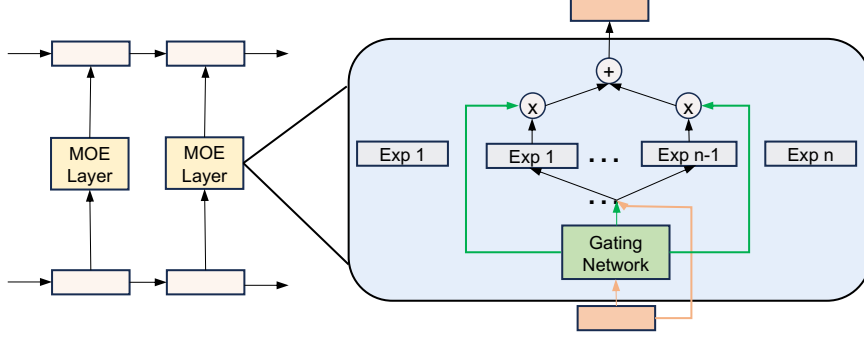 +
x
x
MOE
Layer
MOE
Layer
Exp 1
Exp 1
...
Exp n-1
Exp n
...
Gating
Network